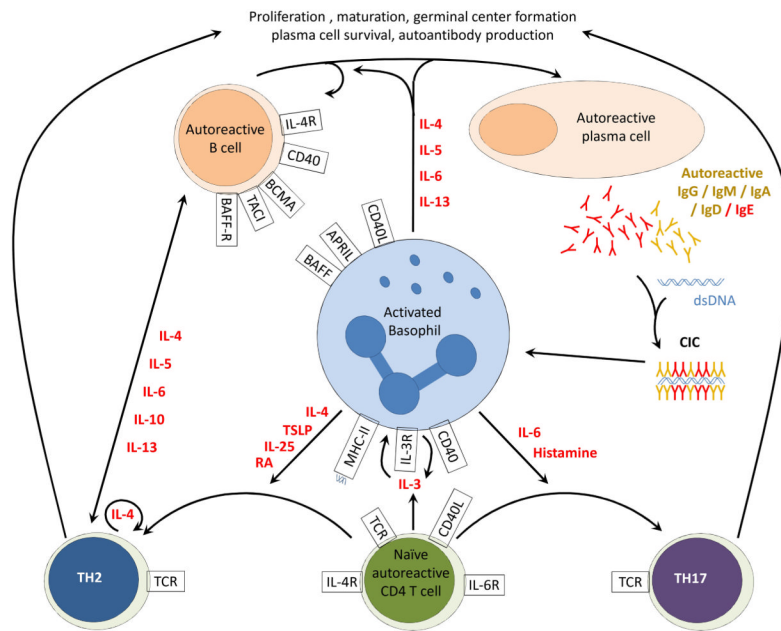 Proliferation , maturation, germinal center formation
plasma cell survival, autoantibody production
Autoreactive
B cell
IL-4R
CD40
BCMA
TACI
BAFF-R
IL-4
IL-5
IL-6
IL-13
Autoreactive
plasma cell
Autoreactive
IgG / IgM / IgA
/ IgD / IgE
dsDNA
CIC
CD40L
APRIL
BAFF
Activated
Basophil
MHC-II
IL-3R
CD40
IL-4
IL-5
IL-6
IL-10
IL-13
IL-4
TSLP
IL-25
RA
IL-3
IL-6
Histamine
IL-4
TH2
TCR
TCR
CD40L
IL-4R
Naïve
autoreactive
CD4 T cell
IL-6R
TCR
TH17